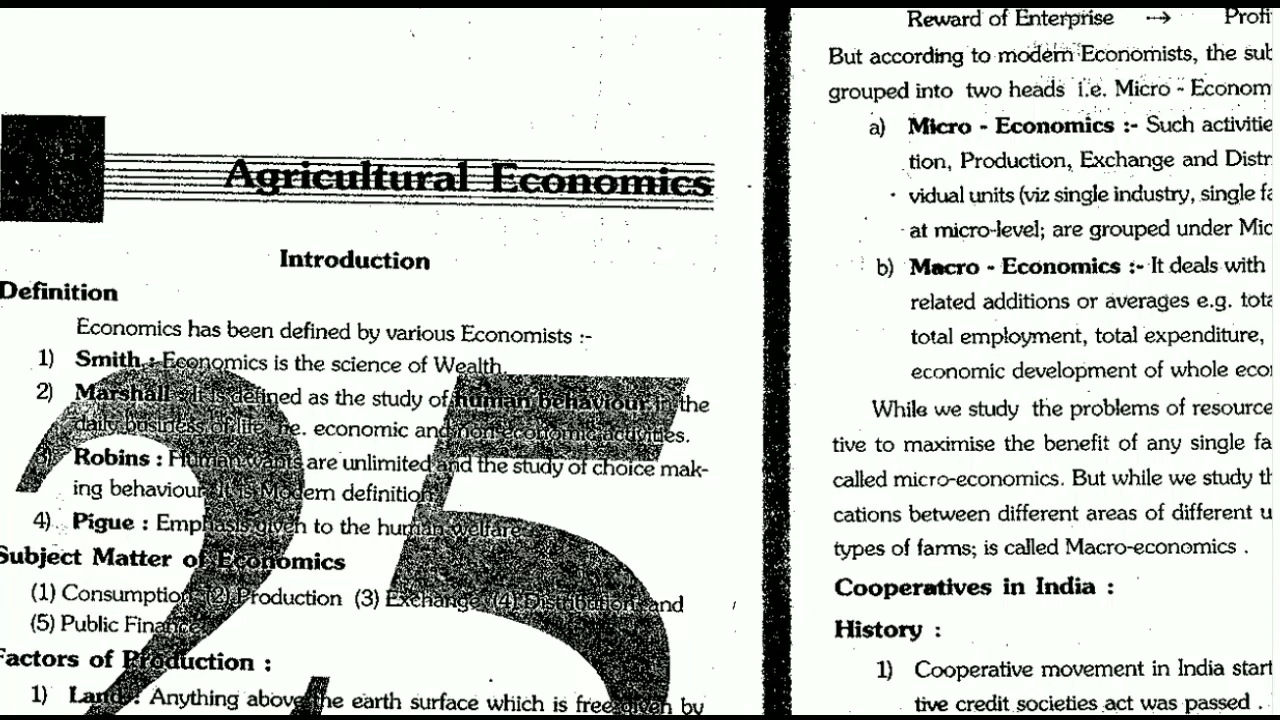 Agricultural Economics
Introduction
Definition
Economics has been defined by various Economists :-
1) Smith : Economics is the science of Wealth.
2) Marshall : It is defined as the study of human behaviour in the
daily business of life he. economic and non-economic activities.
3) Robins : Human wants are unlimited and the study of choice mak-
ing behaviour. It is Modern definition.
4) Pigue : Emphasis given to the human welfare.
Subject Matter of Economics
(1) Consumption (2) Production (3) Exchange (4) Distribution and
(5) Public Finance
Factors of Production :
1) Land : Anything above the earth surface which is free given by
25
Reward of Enterprise → Profi
But according to modern Economists, the sub
grouped into two heads i.e. Micro - Econom
a) Micro - Economics :- Such activitie
tion, Production, Exchange and Distr
vidual units (viz single industry, single fa
at micro-level; are grouped under Mic
b) Macro - Economics :- It deals with
related additions or averages e.g. tota
total employment, total expenditure,
economic development of whole eco
While we study the problems of resource
tive to maximise the benefit of any single fa
called micro-economics. But while we study th
cations between different areas of different u
types of farms; is called Macro-economics .
Cooperatives in India :
History :
1) Cooperative movement in India start
tive credit societies act was passed .